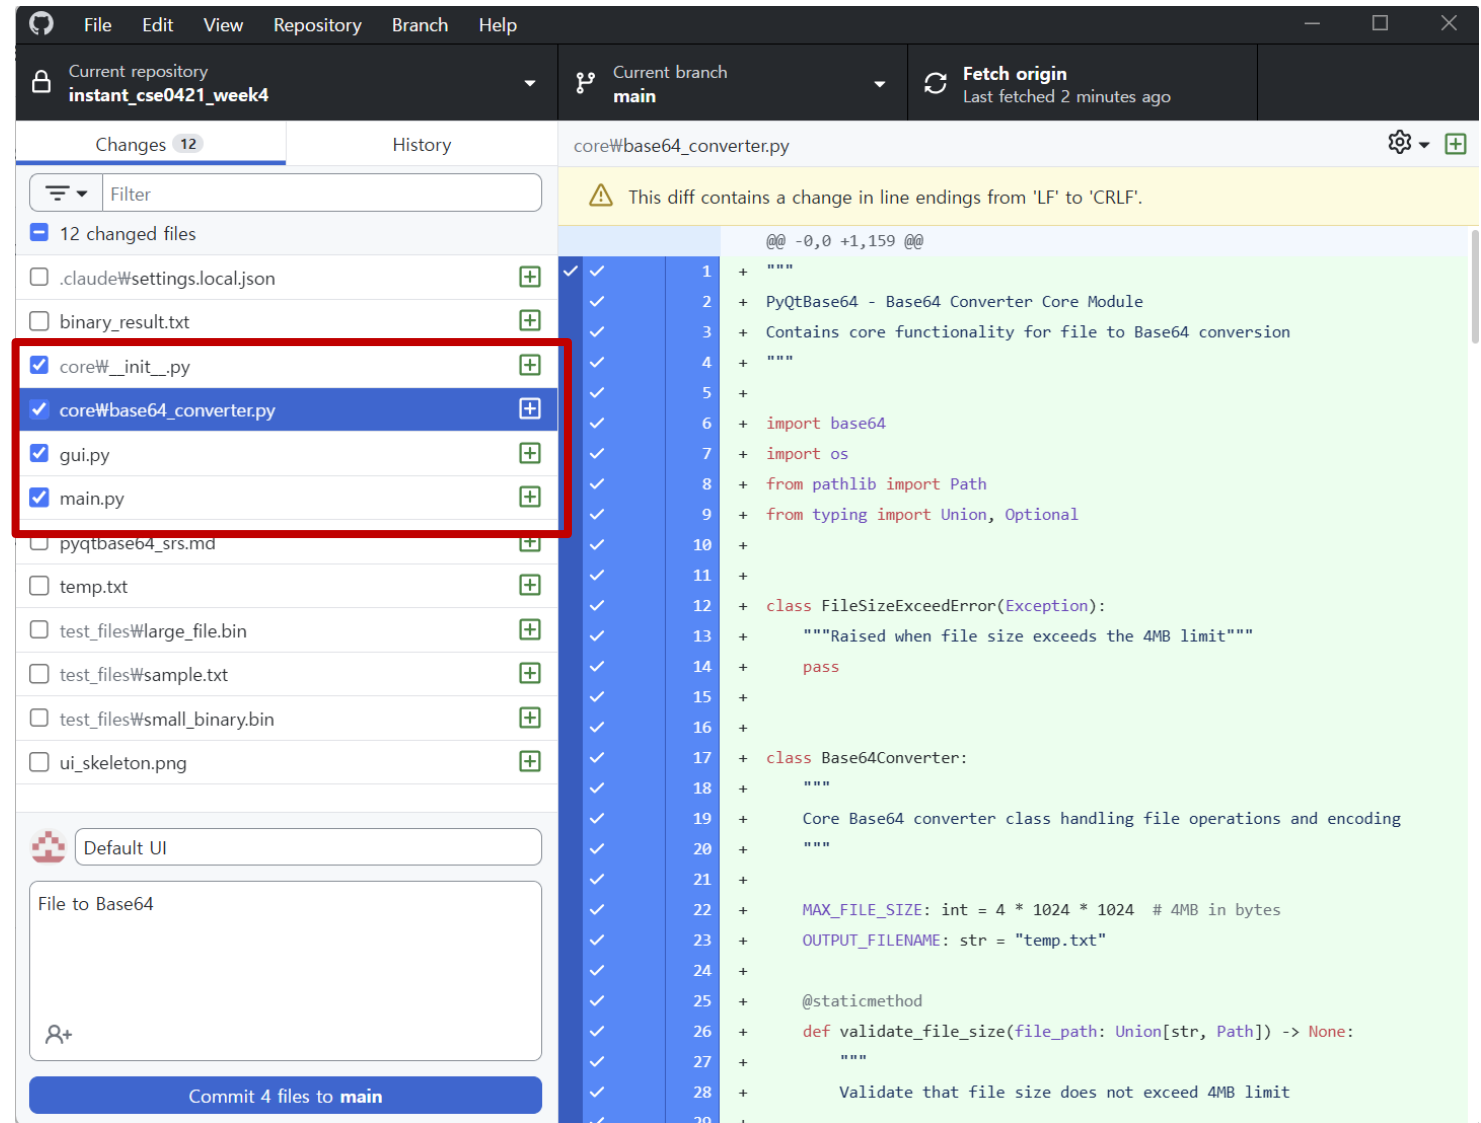 File Edit View Repository Branch Help
Current repository
instant_cse0421_week4
Current branch
main
Fetch origin
Last fetched 2 minutes ago
Changes 12
History
core₩base64_converter.py
Filter
This diff contains a change in line endings from 'LF' to 'CRLF'.
12 changed files
.claude₩settings.local.json
binary_result.txt
core₩__init__.py
core₩base64_converter.py
gui.py
main.py
pyqtbase64_srs.md
temp.txt
test_files₩large_file.bin
test_files₩sample.txt
test_files₩small_binary.bin
ui_skeleton.png
Default UI
File to Base64
Commit 4 files to main
@@ -0,0 +1,159 @@
1 + """
2 + PyQtBase64 - Base64 Converter Core Module
3 + Contains core functionality for file to Base64 conversion
4 + """
5 +
6 + import base64
7 + import os
8 + from pathlib import Path
9 + from typing import Union, Optional
10 +
11 +
12 + class FileSizeExceedError(Exception):
13 +     """Raised when file size exceeds the 4MB limit"""
14 +     pass
15 +
16 +
17 + class Base64Converter:
18 +     """
19 +     Core Base64 converter class handling file operations and encoding
20 +     """
21 +
22 +     MAX_FILE_SIZE: int = 4 * 1024 * 1024  # 4MB in bytes
23 +     OUTPUT_FILENAME: str = "temp.txt"
24 +
25 +     @staticmethod
26 +     def validate_file_size(file_path: Union[str, Path]) -> None:
27 +         """
28 +         Validate that file size does not exceed 4MB limit
29 +